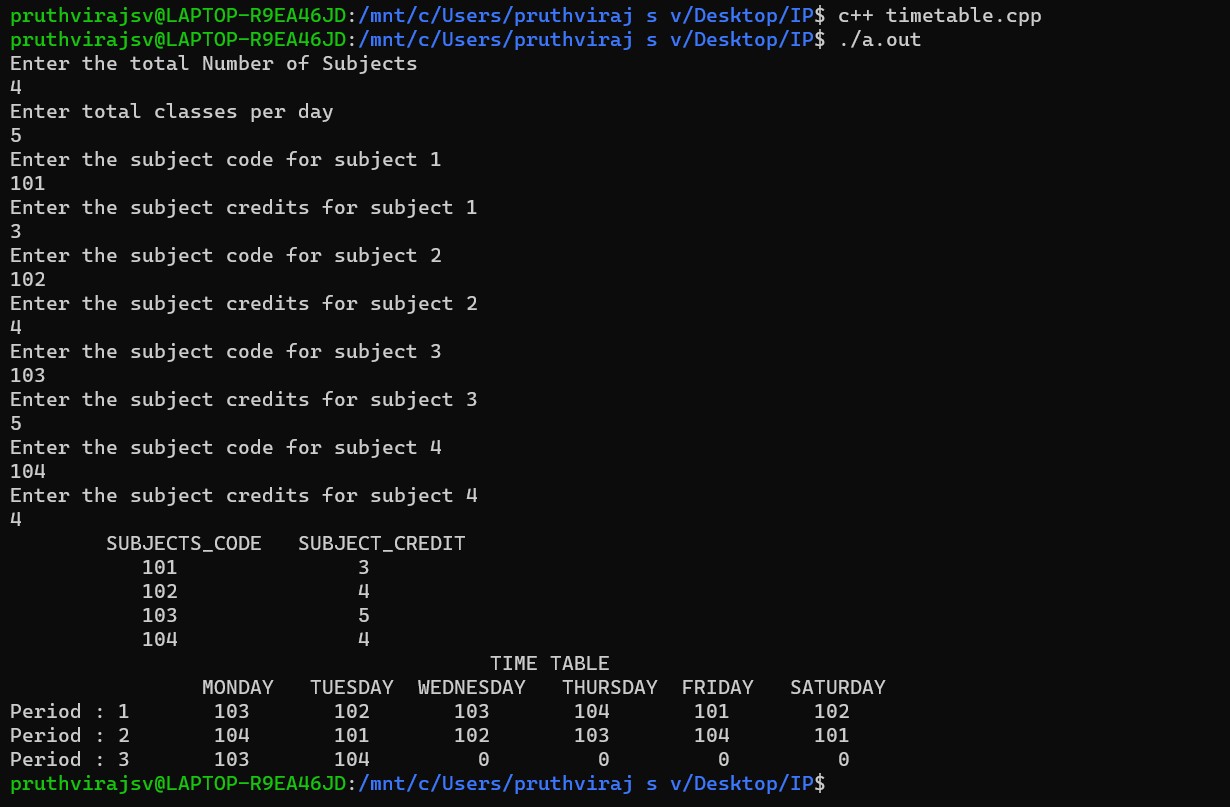 pruthvirajsv@LAPTOP-R9EA46JD:/mnt/c/Users/pruthviraj s v/Desktop/IP$ c++ timetable.cpp
pruthvirajsv@LAPTOP-R9EA46JD:/mnt/c/Users/pruthviraj s v/Desktop/IP$ ./a.out
Enter the total Number of Subjects
4
Enter total classes per day
5
Enter the subject code for subject 1
101
Enter the subject credits for subject 1
3
Enter the subject code for subject 2
102
Enter the subject credits for subject 2
4
Enter the subject code for subject 3
103
Enter the subject credits for subject 3
5
Enter the subject code for subject 4
104
Enter the subject credits for subject 4
4
SUBJECTS_CODE SUBJECT_CREDIT
101 3
102 4
103 5
104 4
TIME TABLE
MONDAY TUESDAY WEDNESDAY THURSDAY FRIDAY SATURDAY
Period : 1 103 102 103 104 101 102
Period : 2 104 101 102 103 104 101
Period : 3 103 104 0 0 0 0
pruthvirajsv@LAPTOP-R9EA46JD:/mnt/c/Users/pruthviraj s v/Desktop/IP$